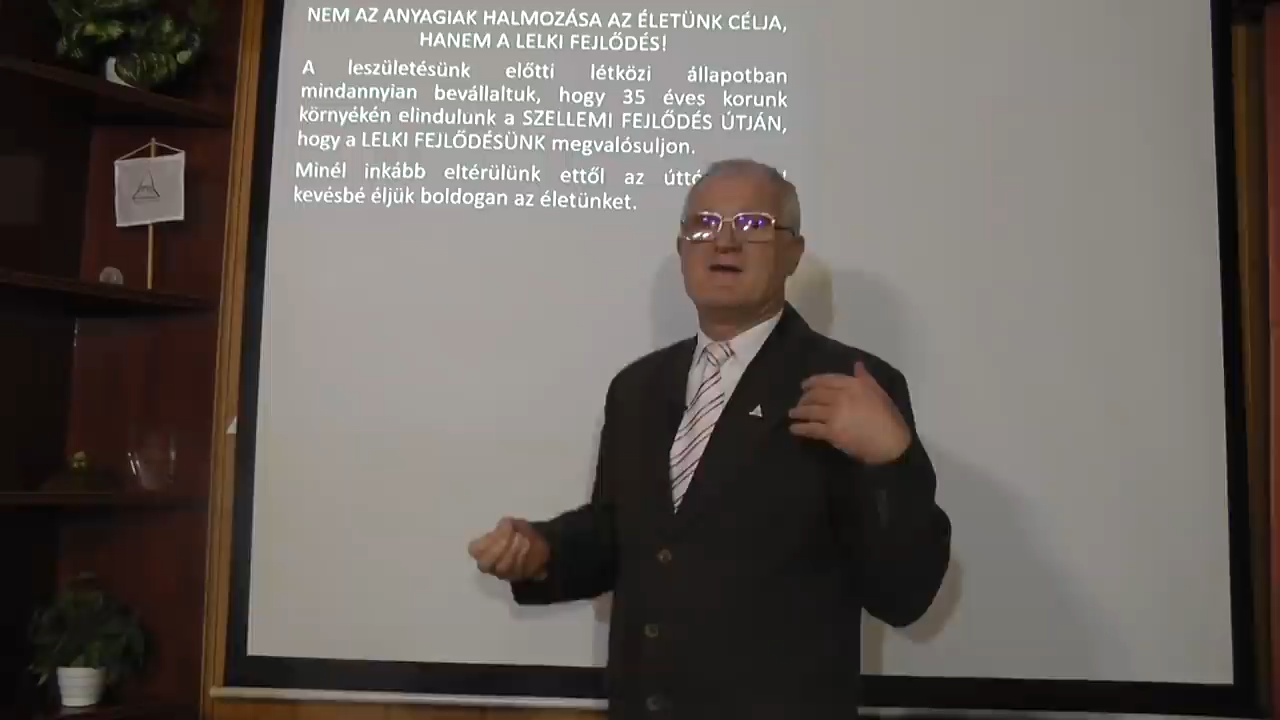 NEM AZ ANYAGIAK HALMOZÁSA AZ ÉLETÜNK CÉLJA,
HANEM A LELKI FEJLŐDÉS!
A leszületésünk előtti létközi állapotban
mindannyian bevállaltuk, hogy 35 éves korunk
környékén elindulunk a SZELLEMI FEJLŐDÉS ÚTJÁN,
hogy a LELKI FEJLŐDÉSÜNK megvalósuljon.
Minél inkább eltérülünk ettől az
kevésbé éljük boldogan az életünket.